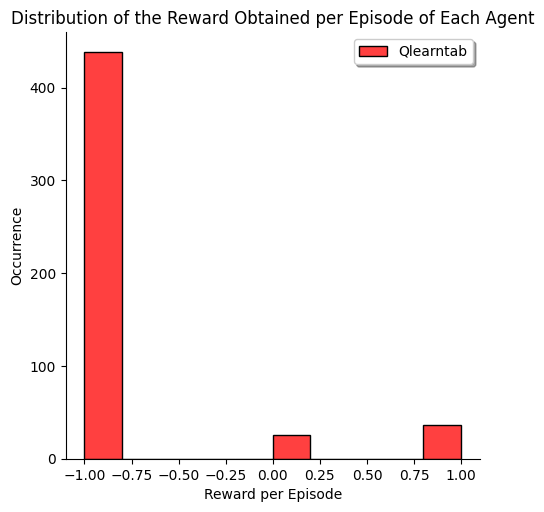 Distribution of the Reward Obtained per Episode of Each Agent
Qlearntab
Occurrence
400
300
200
100
0
−1.00 −0.75 −0.50 −0.25 0.00 0.25 0.50 0.75 1.00
Reward per Episode